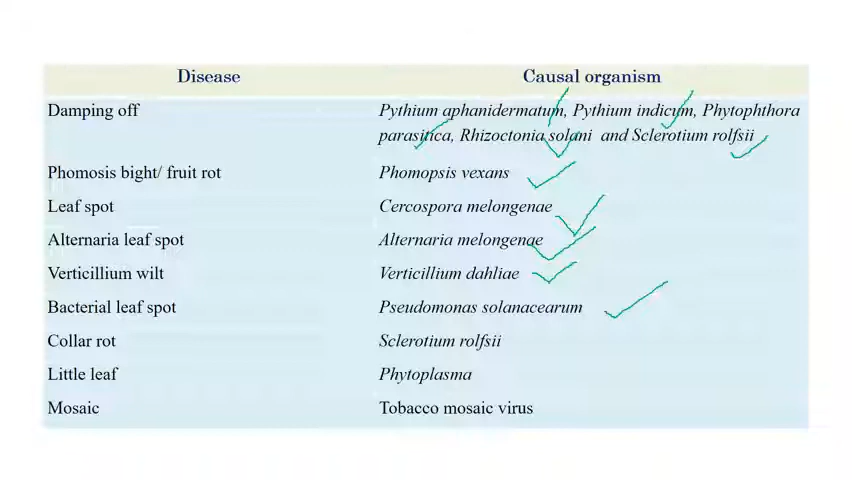 Disease Causal organism
Damping off Pythium aphanidermatum, Pythium indicum, Phytophthora
parasitica, Rhizoctonia solani and Sclerotium rolfsii
Phomosis bight/ fruit rot Phomopsis vexans
Leaf spot Cercospora melongenae
Alternaria leaf spot Alternaria melongenae
Verticillium wilt Verticillium dahliae
Bacterial leaf spot Pseudomonas solanacearum
Collar rot Sclerotium rolfsii
Little leaf Phytoplasma
Mosaic Tobacco mosaic virus